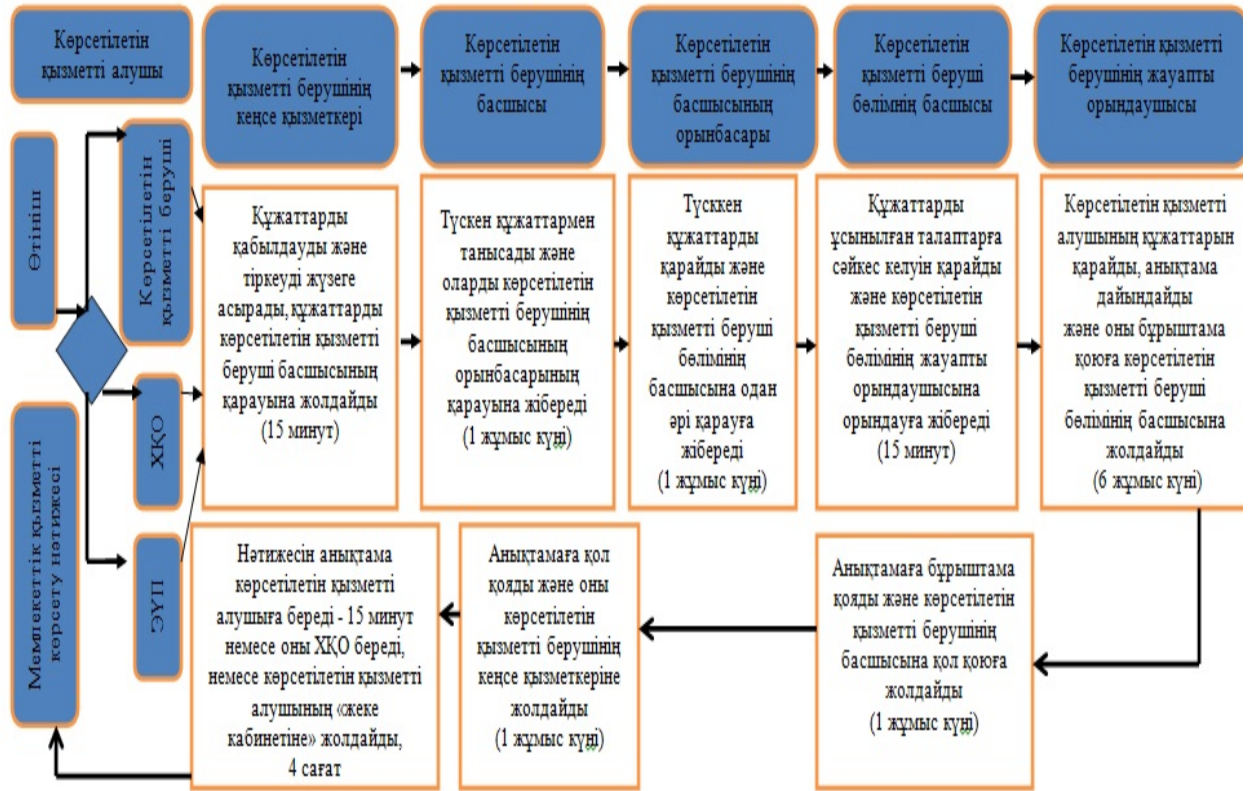 Көрсетілетін
қызметті алушы
Көрсетілетін
қызметті берушінің
кеңсе қызметкері
Көрсетілетін
қызметті берушінің
басшысы
Көрсетілетін
қызметті берушінің
басшысының
орынбасары
Көрсетілетін
қызметті беруші
бөлімнің басшысы
Көрсетілетін қызметті
берушінің жауапты
орындаушысы
Өтініш
Көрсетілетін
қызметті беруші
ХҚО
ЭҮП
Құжаттарды
қабылдауды және
тіркеуді жүзеге
асырады, құжаттарды
көрсетілетін қызметті
беруші басшысының
қарауына жолдайды
(15 минут)
Түскен құжаттармен
танысады және
оларды көрсетілетін
қызметті берушінің
басшысының
орынбасарының
қарауына жібереді
(1 жұмыс күні)
Түсккен
құжаттарды
қарайды және
көрсетілетін
қызметті беруші
бөлімінің
басшысына одан
әрі қарауға
жібереді
(1 жұмыс күні)
Құжаттарды
ұсынылған талаптарға
сәйкес келуін қарайды
және көрсетілетін
қызметті беруші
бөлімінің жауапты
орындаушысына
орындауға жібереді
(15 минут)
Көрсетілетін қызметті
алушының құжаттарын
қарайды, анықтама
дайындайды
және оны бұрыштама
қоюға көрсетілетін
қызметті беруші
бөлімінің басшысына
жолдайды
(6 жұмыс күні)
Мемлекеттік қызметті
көрсету нәтижесі
Нәтижесін анықтама
көрсетілетін қызметті
алушыға береді - 15 минут
немесе оны ХҚО береді,
немесе көрсетілетін қызметті
алушының «жеке
кабинетіне» жолдайды,
4 сағат
Анықтамаға қол
қояды және оны
көрсетілетін
қызметті берушінің
кеңсе қызметкеріне
жолдайды
(1 жұмыс күні)
Анықтамаға бұрыштама
қояды және көрсетілетін
қызметті берушінің
басшысына қол қоюға
жолдайды
(1 жұмыс күні)